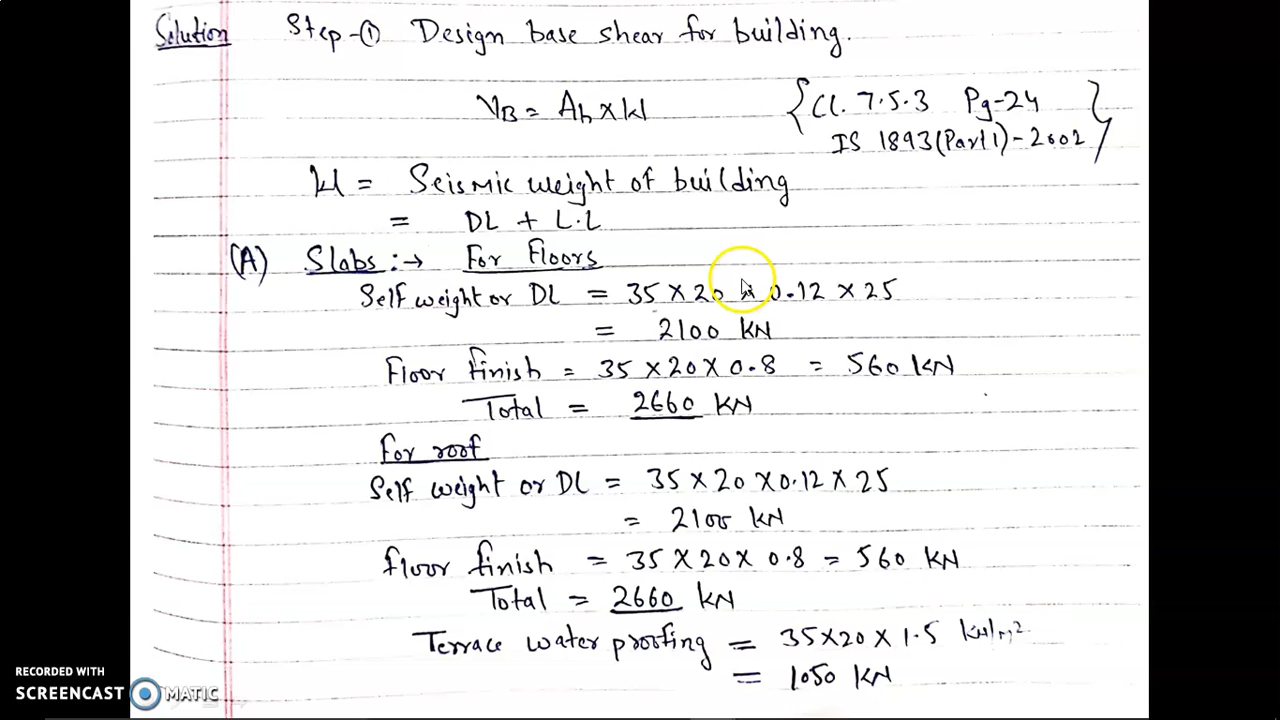 Solution Step-① Design base shear for building.
VB = Ah × W { Cl. 7.5.3 Pg-24
IS 1893(Part1)-2002 }
W = Seismic weight of building
= DL + L.L
(A) Slabs :→ For Floors
Self weight or DL = 35 × 20 × 0.12 × 25
= 2100 KN
Floor finish = 35 × 20 × 0.8 = 560 KN
Total = 2660 KN
For roof
Self weight or DL = 35 × 20 × 0.12 × 25
= 2100 KN
floor finish = 35 × 20 × 0.8 = 560 KN
Total = 2660 KN
Terrace water proofing = 35×20 × 1.5 KN/m².
= 1050 KN
RECORDED WITH
SCREENCAST MATIC